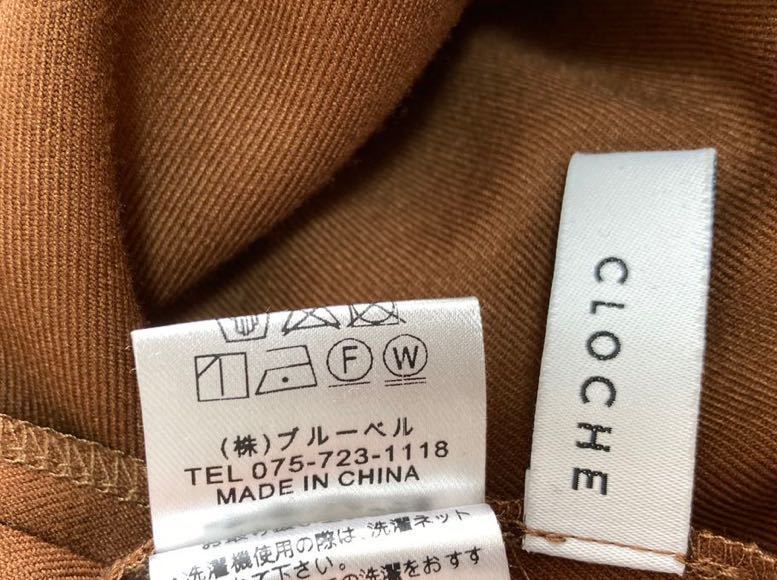 CLOCHE
F W
(株)ブルーベル
TEL 075-723-1118
MADE IN CHINA
洗濯機使用の際は、洗濯ネット
て下さい。
の洗濯をおすす